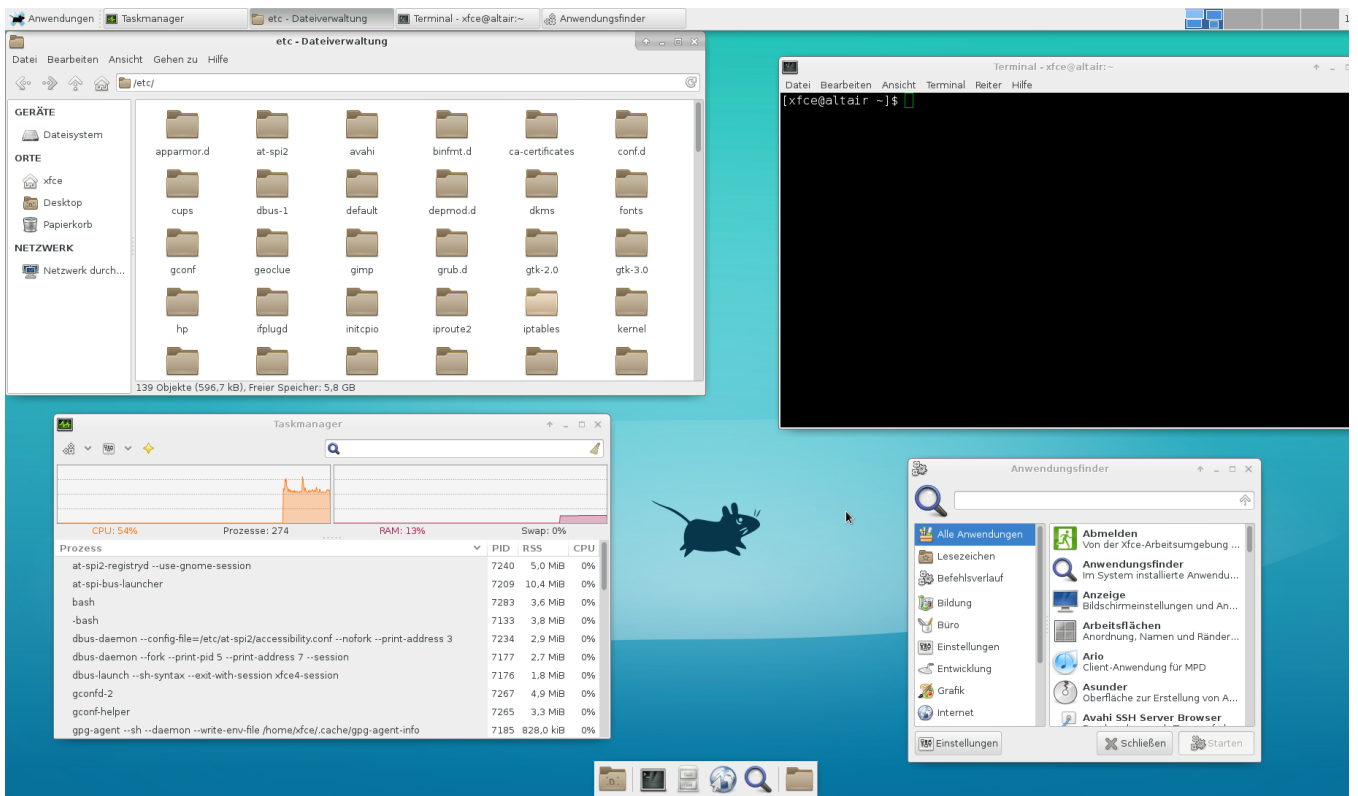 Anwendungen
Taskmanager
etc - Dateiverwaltung
Terminal - xfce@altair:~
Anwendungsfinder
etc - Dateiverwaltung
Datei Bearbeiten Ansicht Gehen zu Hilfe
/etc/
GERÄTE
Dateisystem
ORTE
xfce
Desktop
Papierkorb
NETZWERK
Netzwerk durch...
apparmor.d at-spi2 avahi binfmt.d ca-certificates conf.d
cups dbus-1 default depmod.d dkms fonts
gconf geoclue gimp grub.d gtk-2.0 gtk-3.0
hp ifplugd initcpio iproute2 iptables kernel
139 Objekte (596,7 kB), Freier Speicher: 5,8 GB
Terminal - xfce@altair:~
Datei Bearbeiten Ansicht Terminal Reiter Hilfe
[xfce@altair ~]$
Taskmanager
CPU: 54% Prozesse: 274 RAM: 13% Swap: 0%
Prozess PID RSS CPU
at-spi2-registryd --use-gnome-session 7240 5,0 MiB 0%
at-spi-bus-launcher 7209 10,4 MiB 0%
bash 7283 3,6 MiB 0%
-bash 7133 3,8 MiB 0%
dbus-daemon --config-file=/etc/at-spi2/accessibility.conf --nofork --print-address 3 7234 2,9 MiB 0%
dbus-daemon --fork --print-pid 5 --print-address 7 --session 7177 2,7 MiB 0%
dbus-launch --sh-syntax --exit-with-session xfce4-session 7176 1,8 MiB 0%
gconfd-2 7267 4,9 MiB 0%
gconf-helper 7265 3,3 MiB 0%
gpg-agent --sh --daemon --write-env-file /home/xfce/.cache/gpg-agent-info 7185 828,0 kiB 0%
Anwendungsfinder
Alle Anwendungen
Lesezeichen
Befehlsverlauf
Bildung
Büro
Einstellungen
Entwicklung
Grafik
Internet
Abmelden
Von der Xfce-Arbeitsumgebung ...
Anwendungsfinder
Im System installierte Anwendu...
Anzeige
Bildschirmeinstellungen und An...
Arbeitsflächen
Anordnung, Namen und Ränder...
Ario
Client-Anwendung für MPD
Asunder
Oberfläche zur Erstellung von A...
Avahi SSH Server Browser
Einstellungen
Schließen
Starten